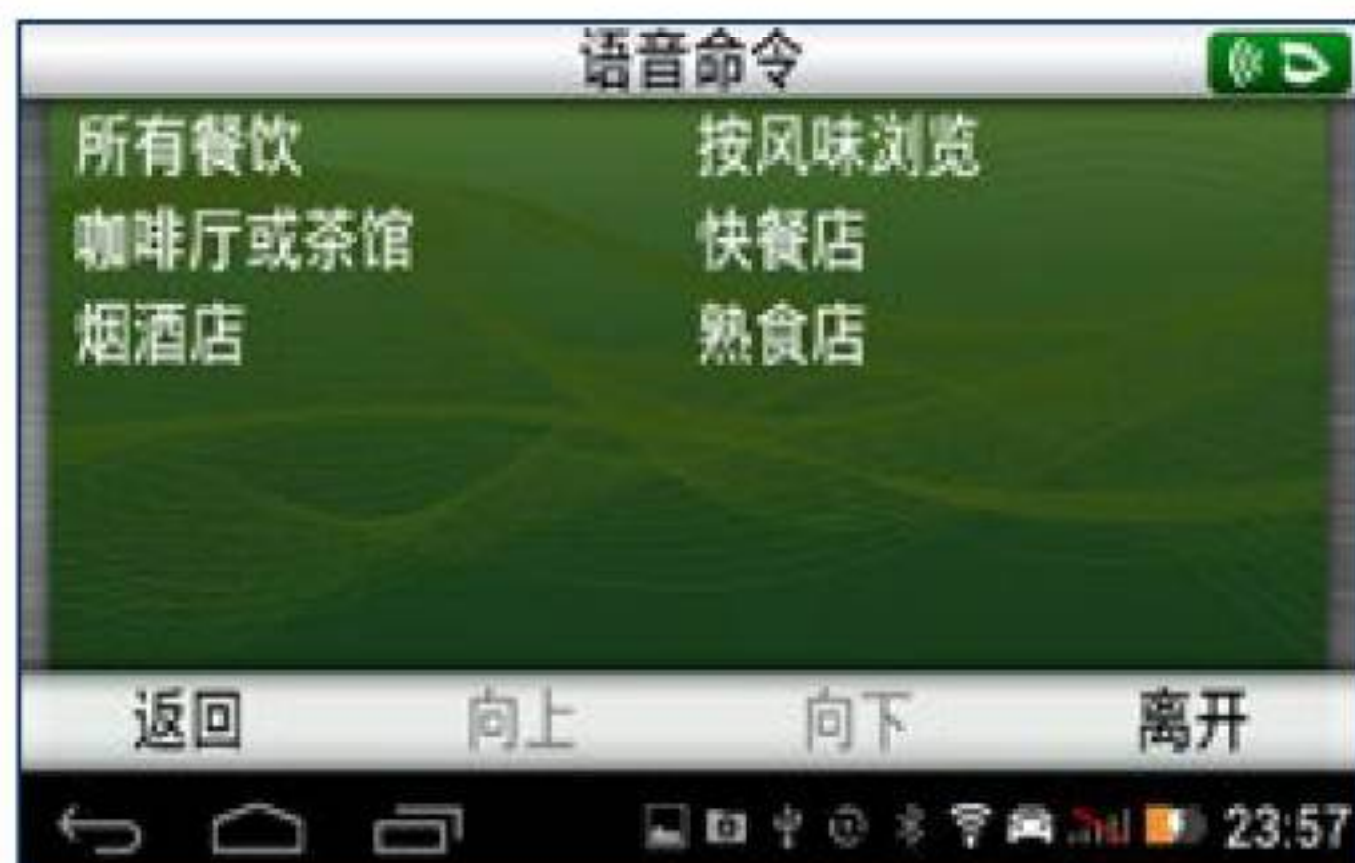 语音命令
所有餐饮 按风味浏览
咖啡厅或茶馆 快餐店
烟酒店 熟食店
返回 向上 向下 离开
23:57